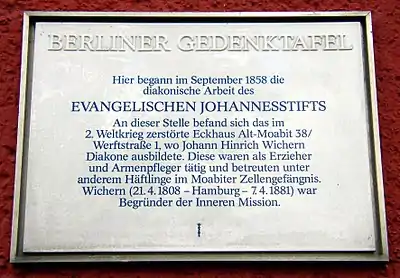 BERLINER GEDENKTAFEL
Hier begann im September 1858 die
diakonische Arbeit des
EVANGELISCHEN JOHANNESSTIFTS
An dieser Stelle befand sich das im
2. Weltkrieg zerstörte Eckhaus Alt-Moabit 38/
Werftstraße 1, wo Johann Hinrich Wichern
Diakone ausbildete. Diese waren als Erzieher
und Armenpfleger tätig und betreuten unter
anderem Häftlinge im Moabiter Zellengefängnis.
Wichern (21. 4. 1808 – Hamburg – 7. 4. 1881) war
Begründer der Inneren Mission.